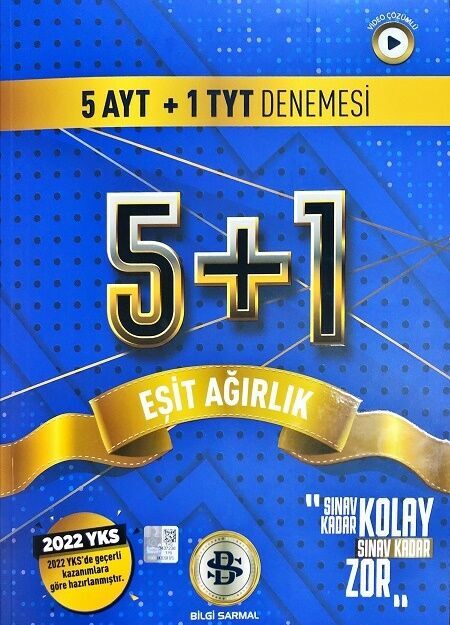 VİDEO ÇÖZÜMLÜ
5 AYT + 1 TYT DENEMESİ
5+1
EŞİT AĞIRLIK
"SINAV
KADAR KOLAY
SINAV KADAR
ZOR"
2022 YKS
2022 YKS'de geçerli
kazanımlara
göre hazırlanmıştır.
BS
BİLGİ SARMAL